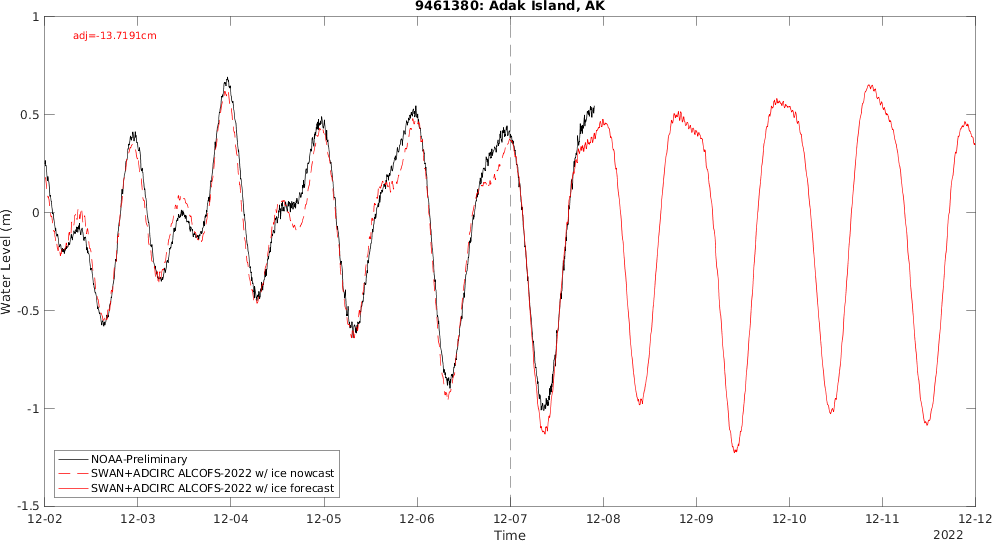 9461380: Adak Island, AK
adj=-13.7191cm
1
0.5
0
-0.5
-1
-1.5
Water Level (m)
NOAA-Preliminary
SWAN+ADCIRC ALCOFS-2022 w/ ice nowcast
SWAN+ADCIRC ALCOFS-2022 w/ ice forecast
12-02 12-03 12-04 12-05 12-06 12-07 12-08 12-09 12-10 12-11 12-12
Time
2022